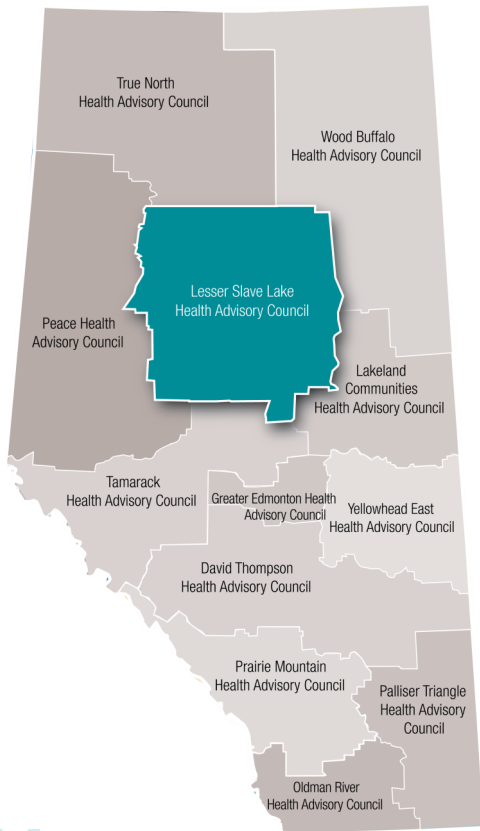 True North
Health Advisory Council
Wood Buffalo
Health Advisory Council
Lesser Slave Lake
Health Advisory Council
Peace Health
Advisory Council
Lakeland
Communities
Health Advisory Council
Tamarack
Health Advisory Council
Greater Edmonton Health
Advisory Council
Yellowhead East
Health Advisory Council
David Thompson
Health Advisory Council
Prairie Mountain
Health Advisory Council
Palliser Triangle
Health Advisory
Council
Oldman River
Health Advisory Council